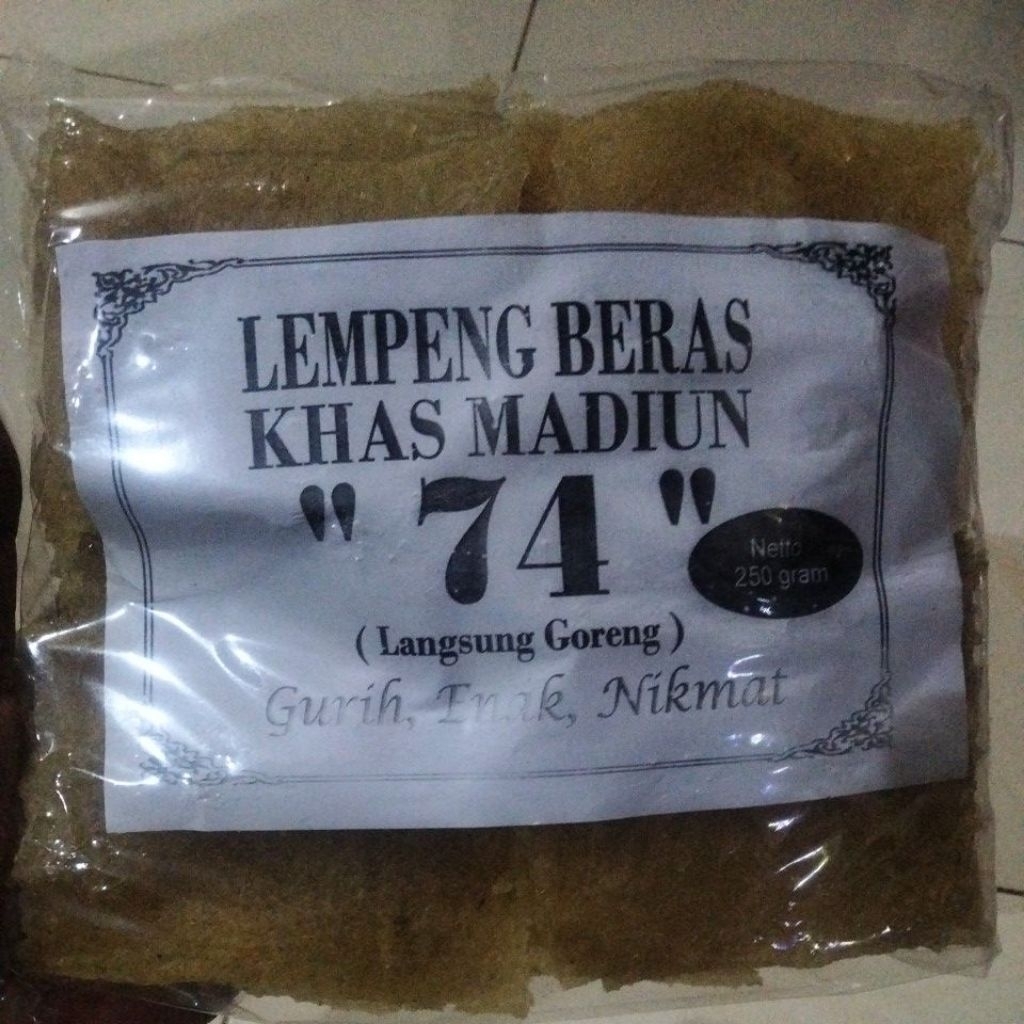 LEMPENG BERAS
KHAS MADIUN
" 74 "
Netto
250 gram
( Langsung Goreng )
Gurih, Enak, Nikmat